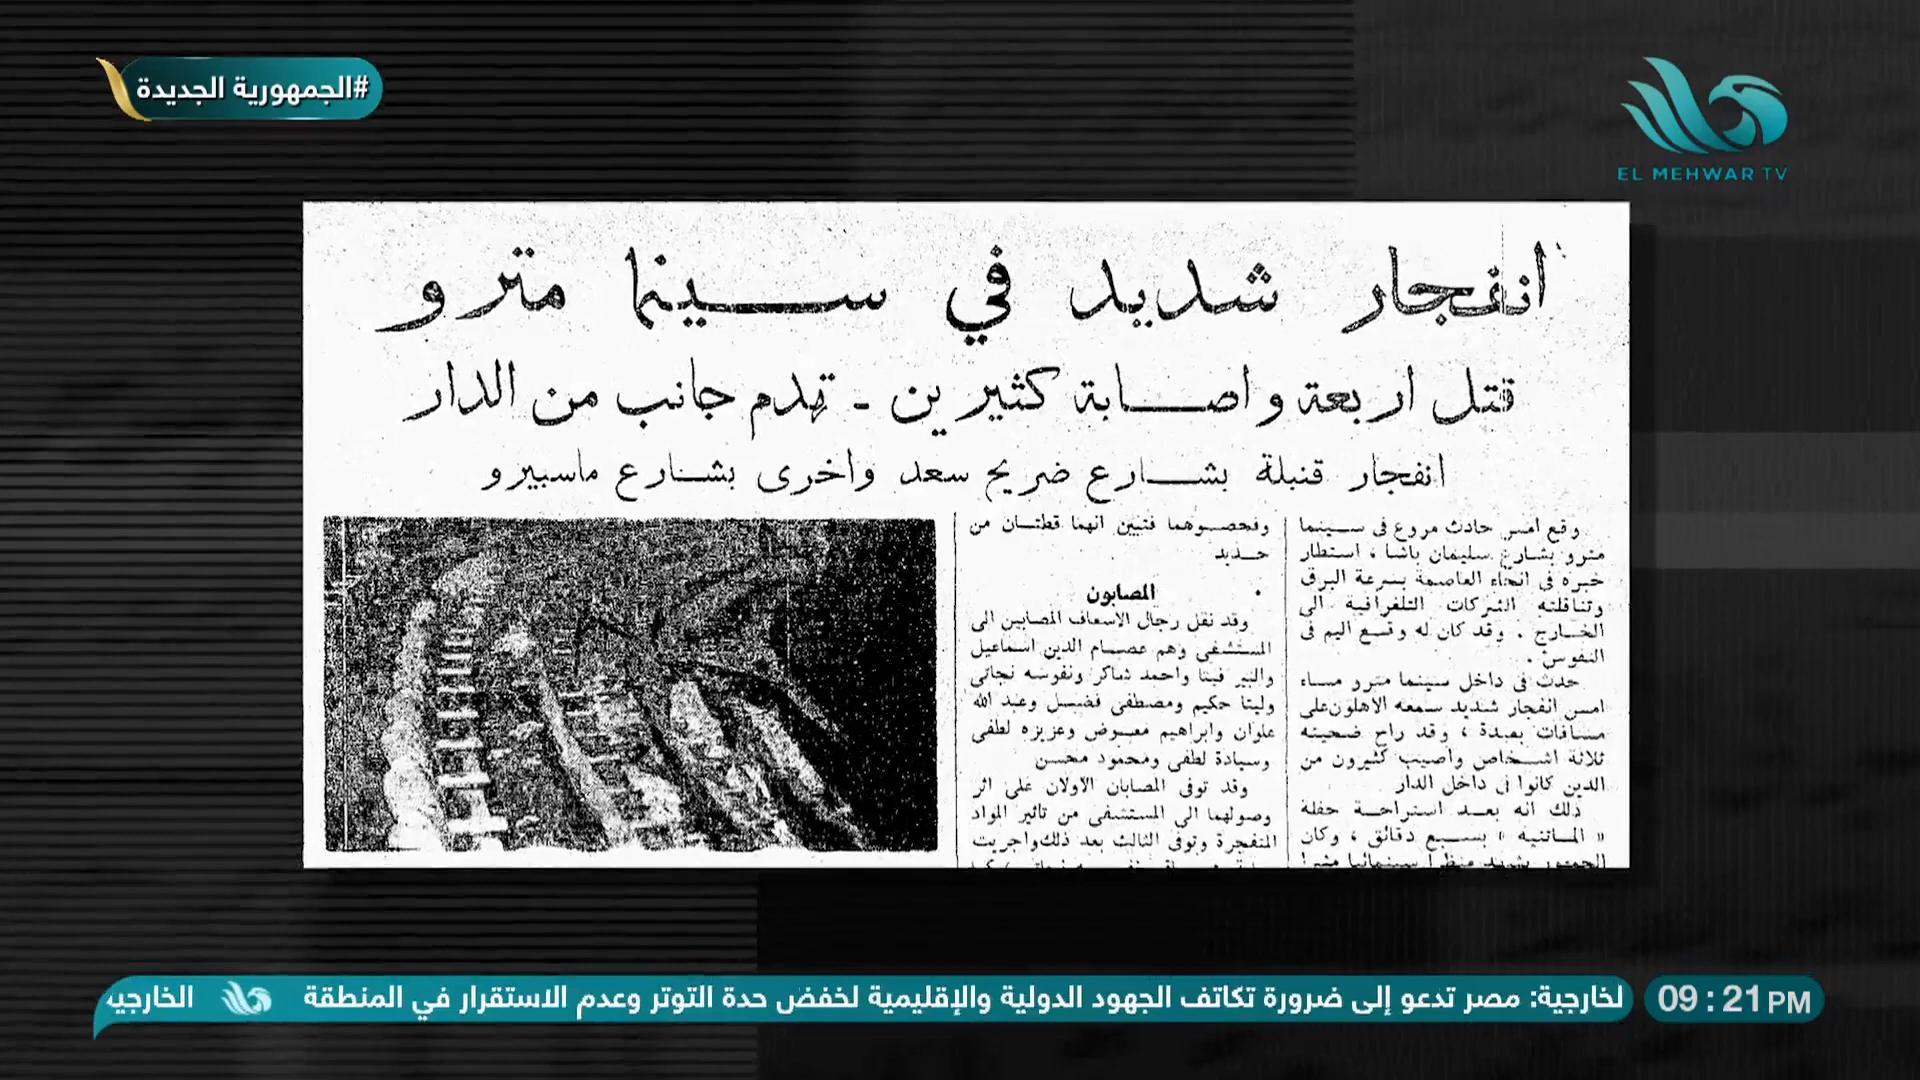 #الجمهورية الجديدة
EL MEHWAR TV
انفجار شديد في سينما مترو
قتل اربعة واصابة كثيرين - تهدم جانب من الدار
انفجار قنبلة بشارع ضريح سعد واخرى بشارع ماسبيرو
وقع امس حادث مروع فى سينما
مترو بشارع سليمان باشا ، استطار
خبره فى انحاء العاصمة بسرعة البرق
وتناقلته الشركات التلغرافية الى
الخارج . وقد كان له وقع اليم فى
النفوس .
حدث فى داخل سينما مترو مساء
امس انفجار شديد سمعه الاهلون على
مسافات بعيدة ، وقد راح ضحيته
ثلاثة اشخاص واصيب كثيرون من
الذين كانوا فى داخل الدار
ذلك انه بعد استراحة حفلة
« الماتنيه » بسبع دقائق ، وكان
وفحصوهما فتبين انهما قطتان من
حديد
المصابون
وقد نقل رجال الاسعاف المصابين الى
المستشفى وهم عصام الدين اسماعيل
والبير فيتا واحمد شاكر ونفوسه نجاتى
وليتا حكيم ومصطفى فضل وعبد الله
علوان وابراهيم معوض وعزيزه لطفى
وسيادة لطفى ومحمود محسن
وقد توفى المصابان الاولان على اثر
وصولهما الى المستشفى من تاثير المواد
المتفجرة وتوفى الثالث بعد ذلك واجريت
لخارجية: مصر تدعو إلى ضرورة تكاتف الجهود الدولية والإقليمية لخفض حدة التوتر وعدم الاستقرار في المنطقة
الخارجيه
09 : 21 PM